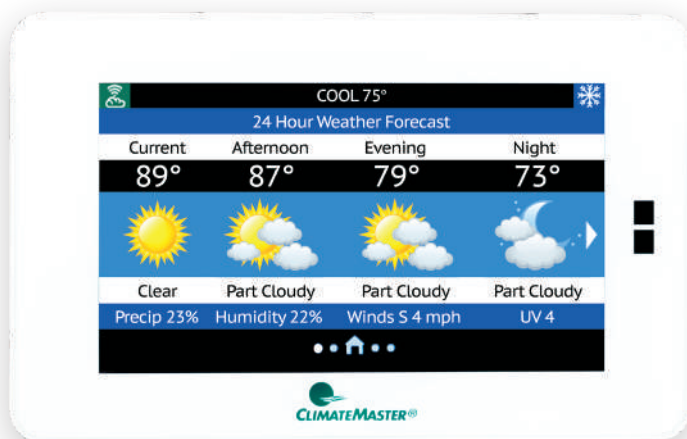 COOL 75°
24 Hour Weather Forecast
Current Afternoon Evening Night
89° 87° 79° 73°
Clear Part Cloudy Part Cloudy Part Cloudy
Precip 23% Humidity 22% Winds S 4 mph UV 4
CLIMATEMASTER®